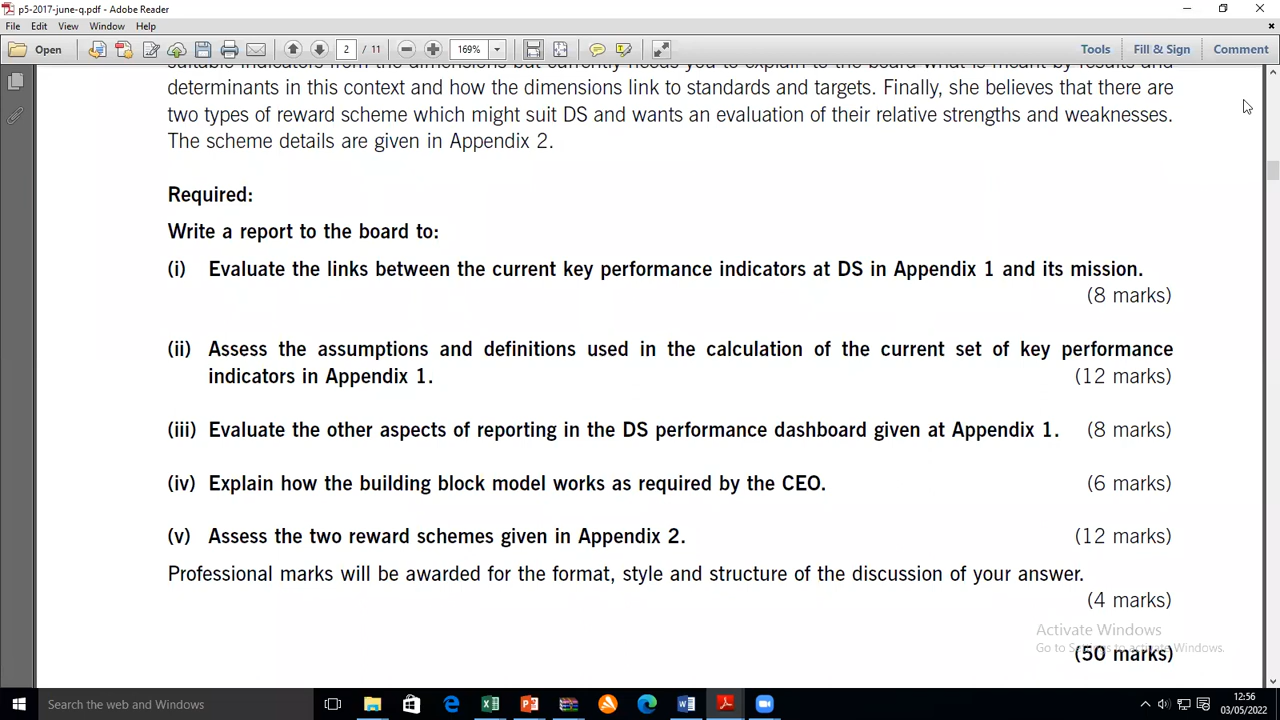 p5-2017-june-q.pdf - Adobe Reader
File Edit View Window Help
Open 2 / 11 169% Tools Fill & Sign Comment
determinants in this context and how the dimensions link to standards and targets. Finally, she believes that there are
two types of reward scheme which might suit DS and wants an evaluation of their relative strengths and weaknesses.
The scheme details are given in Appendix 2.
Required:
Write a report to the board to:
(i) Evaluate the links between the current key performance indicators at DS in Appendix 1 and its mission.
(8 marks)
(ii) Assess the assumptions and definitions used in the calculation of the current set of key performance
indicators in Appendix 1. (12 marks)
(iii) Evaluate the other aspects of reporting in the DS performance dashboard given at Appendix 1. (8 marks)
(iv) Explain how the building block model works as required by the CEO. (6 marks)
(v) Assess the two reward schemes given in Appendix 2. (12 marks)
Professional marks will be awarded for the format, style and structure of the discussion of your answer.
(4 marks)
Activate Windows
Go to Settings to activate Windows.
(50 marks)
Search the web and Windows
12:56
03/05/2022